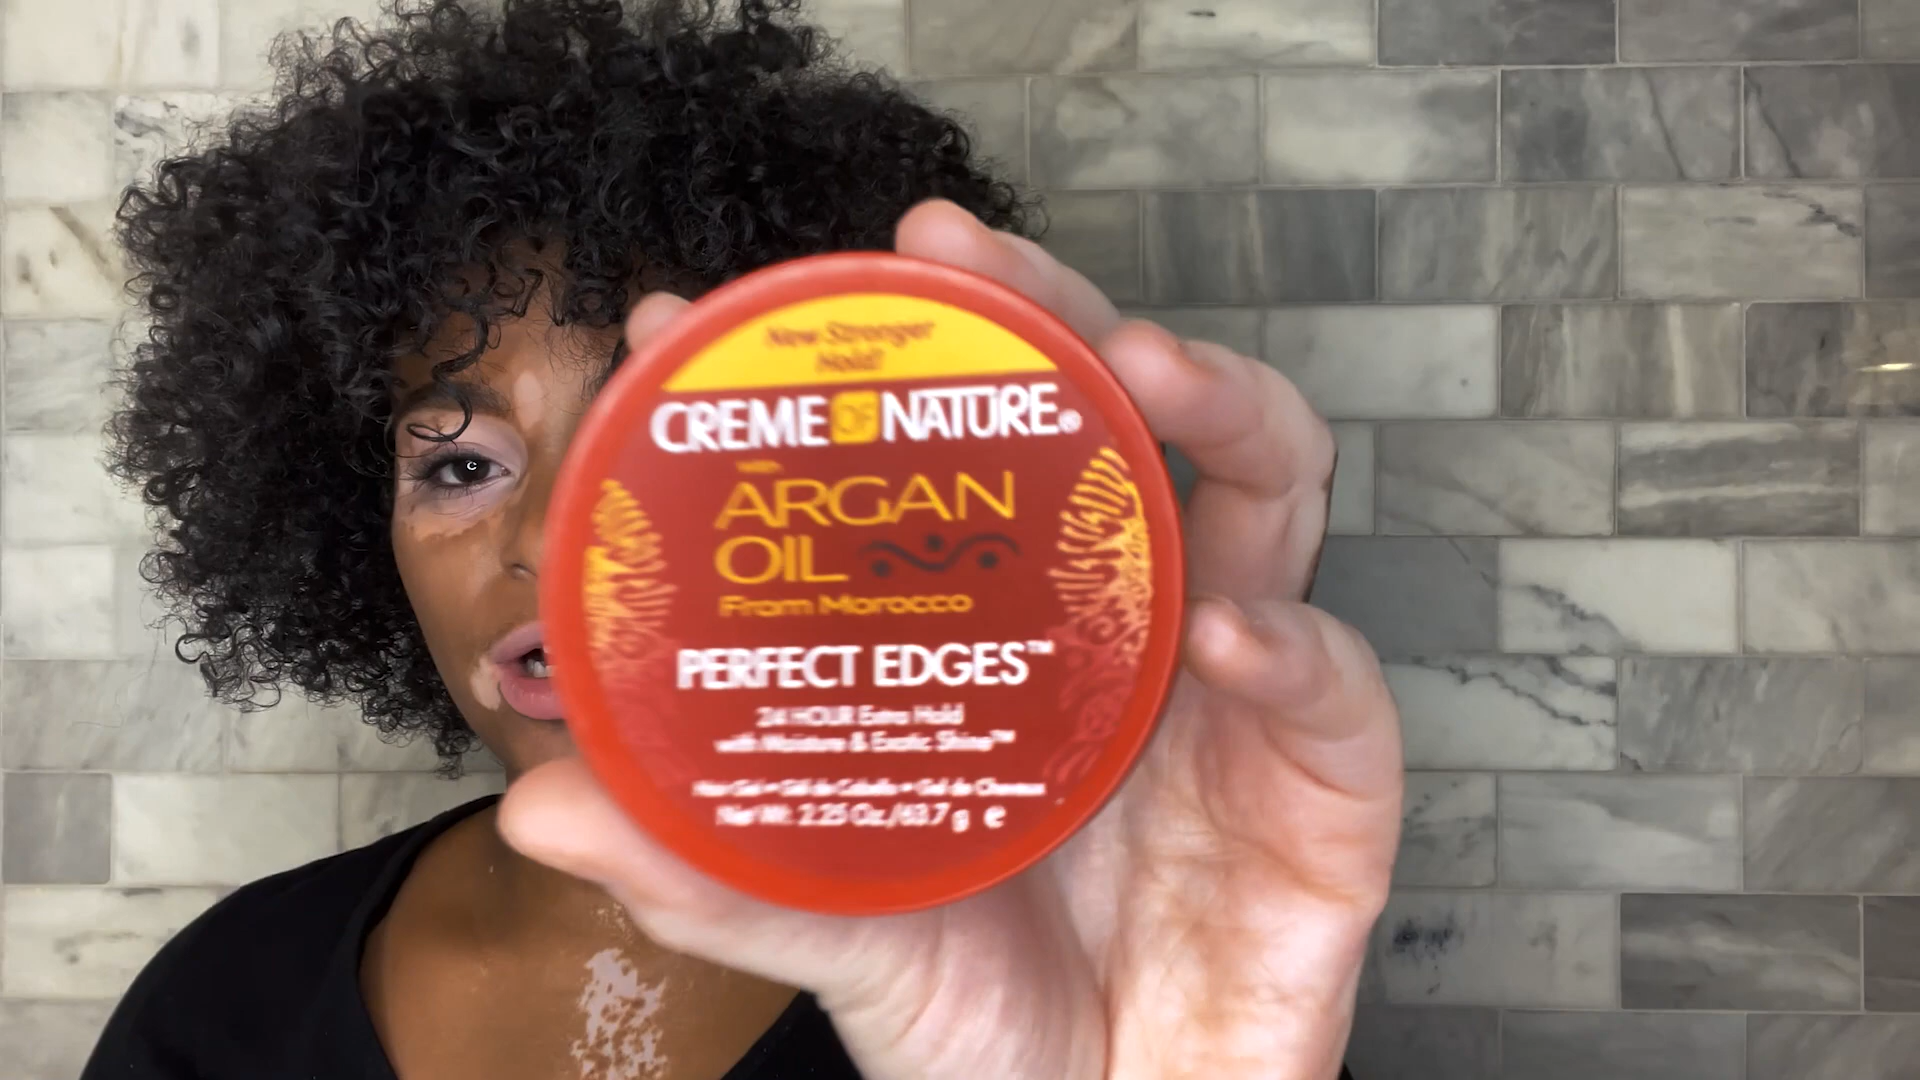 New Stronger
Hold!
CREME OF NATURE®
With
ARGAN
OIL
From Morocco
PERFECT EDGES™
24 HOUR Extra Hold
with Moisture & Exotic Shine™
Hair Gel • Gel de Cabello • Gel de Cheveux
Net Wt. 2.25 Oz./63.7 g e